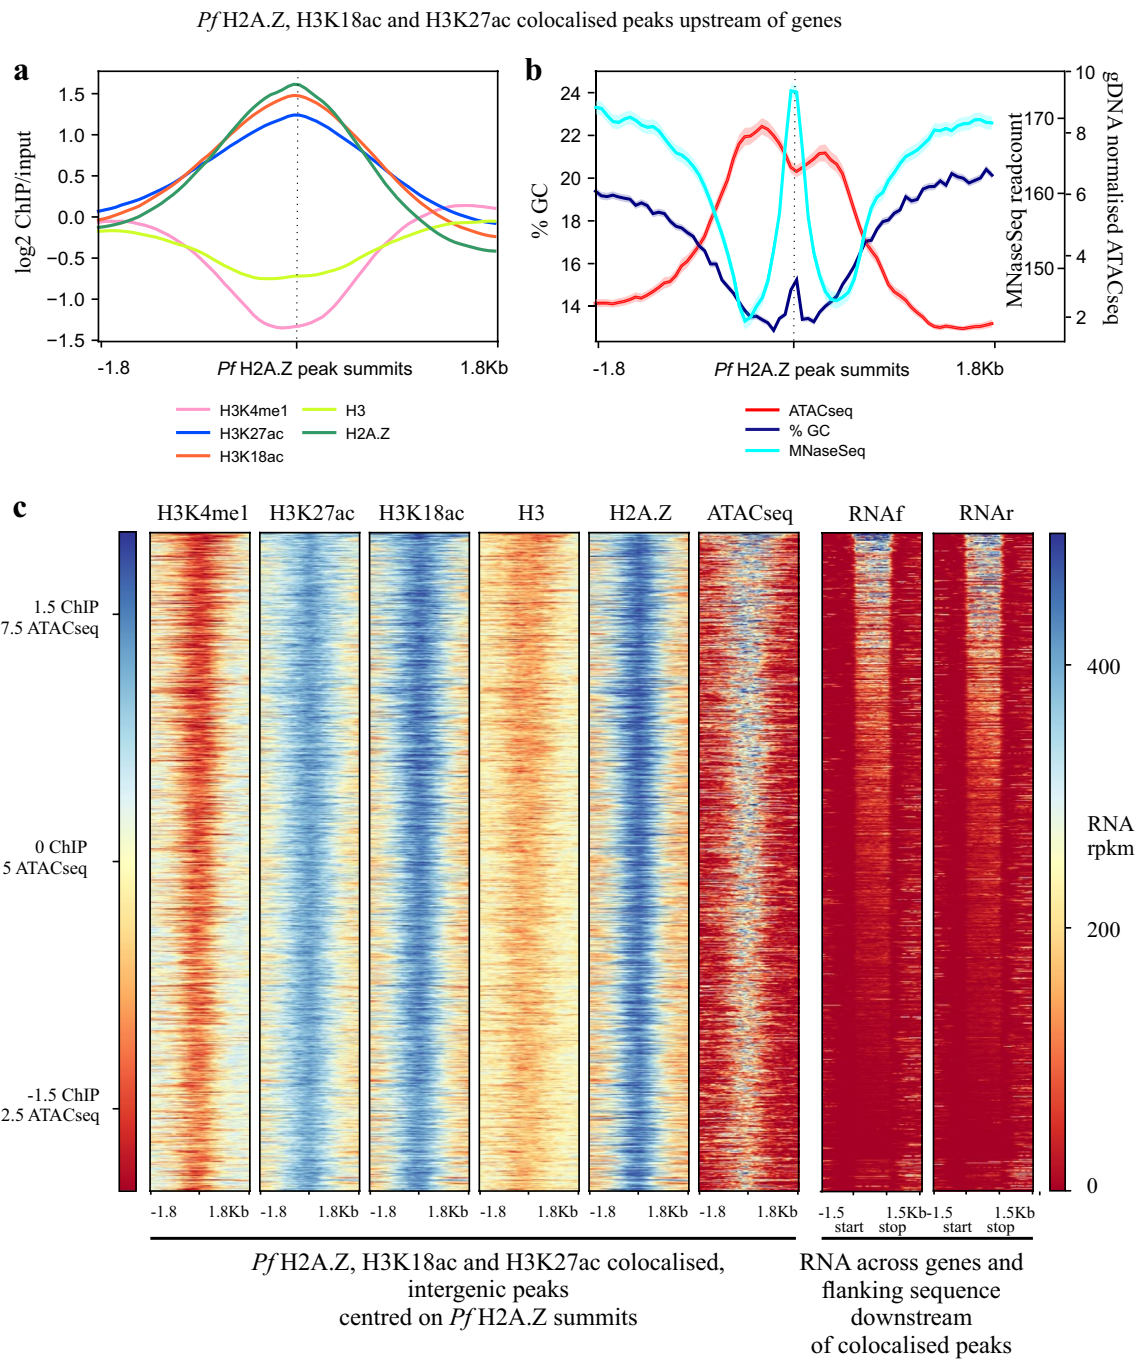 Pf H2A.Z, H3K18ac and H3K27ac colocalised peaks upstream of genes
a
log2 ChIP/input
1.5
1.0
0.5
0.0
−0.5
−1.0
−1.5
-1.8
Pf H2A.Z peak summits
1.8Kb
H3K4me1
H3
H3K27ac
H2A.Z
H3K18ac
b
% GC
24
22
20
18
16
14
MNaseSeq readcount
170
160
150
gDNA normalised ATACseq
10
8
6
4
2
-1.8
Pf H2A.Z peak summits
1.8Kb
ATACseq
% GC
MNaseSeq
c
H3K4me1
H3K27ac
H3K18ac
H3
H2A.Z
ATACseq
RNAf
RNAr
1.5 ChIP
7.5 ATACseq
0 ChIP
5 ATACseq
-1.5 ChIP
2.5 ATACseq
400
RNA
rpkm
200
0
-1.8 1.8Kb
-1.8 1.8Kb
-1.8 1.8Kb
-1.8 1.8Kb
-1.8 1.8Kb
-1.8 1.8Kb
-1.5 1.5Kb
start stop
-1.5 1.5Kb
start stop
Pf H2A.Z, H3K18ac and H3K27ac colocalised,
intergenic peaks
centred on Pf H2A.Z summits
RNA across genes and
flanking sequence
downstream
of colocalised peaks